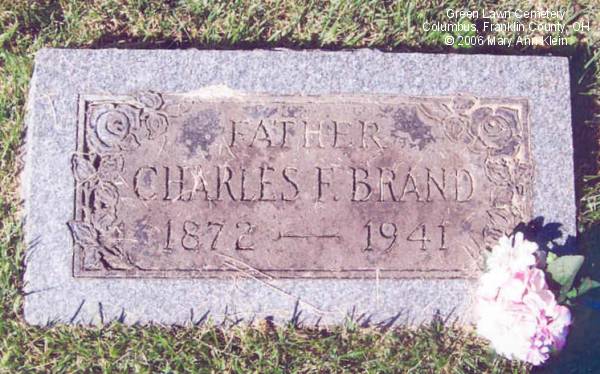 Green Lawn Cemetery
Columbus, Franklin County, OH
© 2006 Mary Ann Klein
FATHER
CHARLES F. BRAND
1872 — 1941